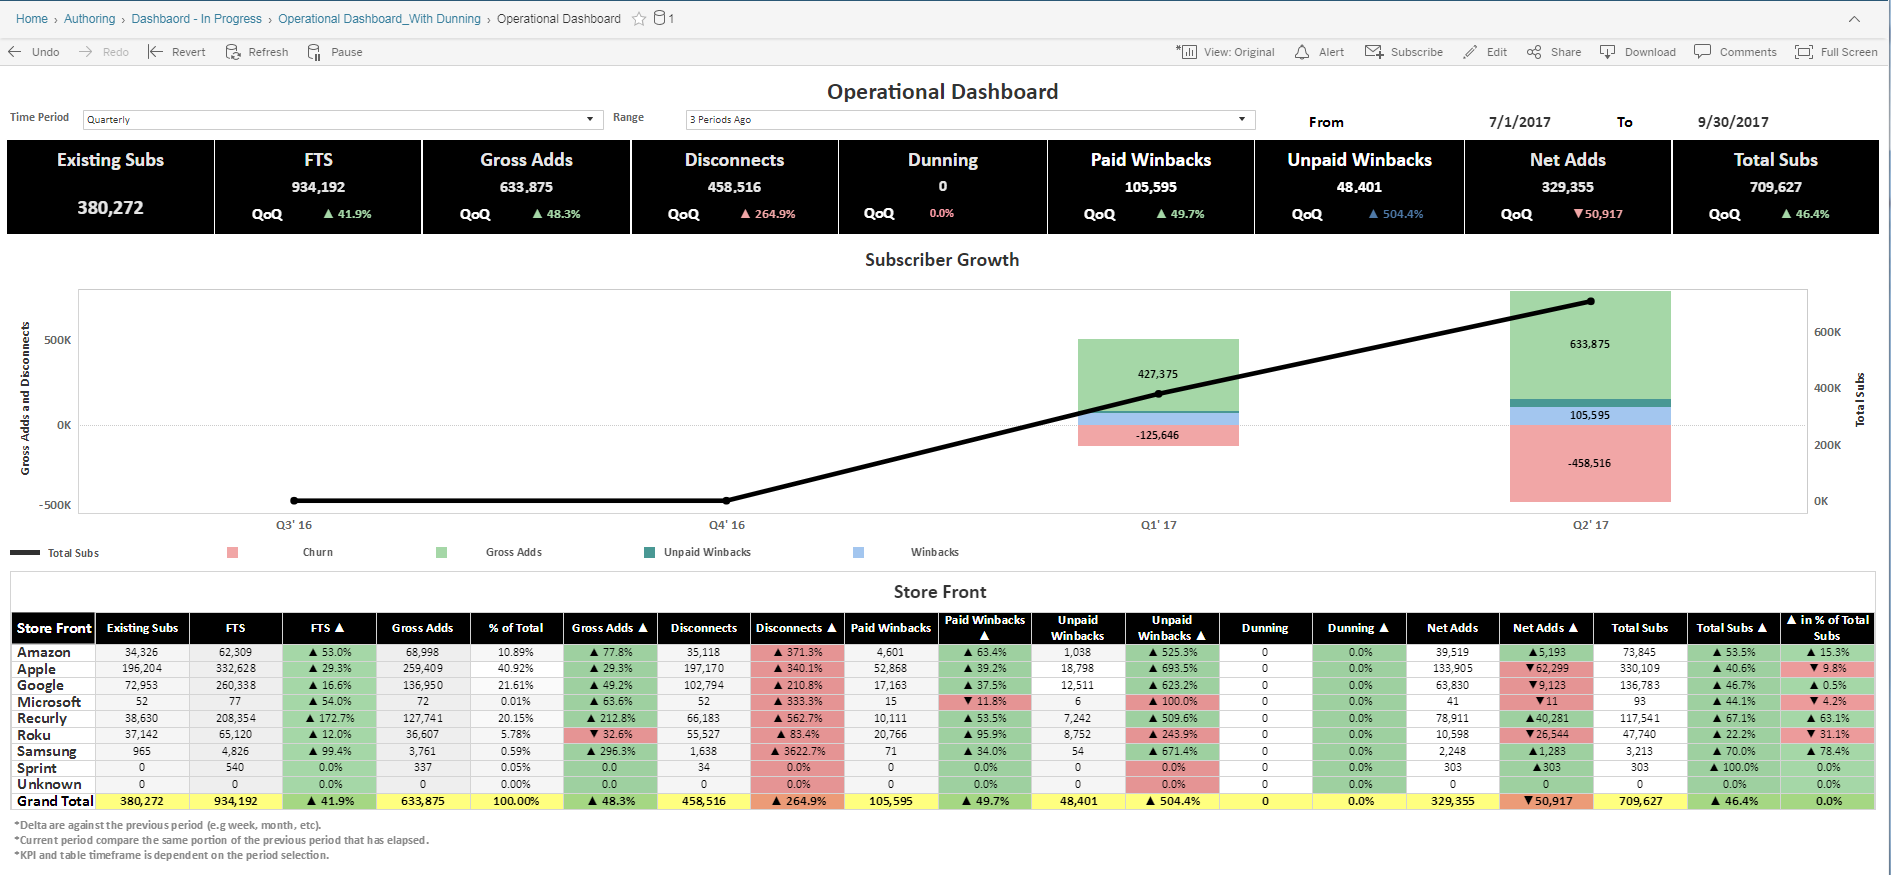 Home › Authoring › Dashbaord - In Progress › Operational Dashboard_With Dunning › Operational Dashboard 1
Undo Redo Revert Refresh Pause View: Original Alert Subscribe Edit Share Download Comments Full Screen
Operational Dashboard
Time Period Quarterly Range 3 Periods Ago From 7/1/2017 To 9/30/2017
Existing Subs FTS Gross Adds Disconnects Dunning Paid Winbacks Unpaid Winbacks Net Adds Total Subs
380,272 934,192 633,875 458,516 0 105,595 48,401 329,355 709,627
QoQ ▲ 41.9% QoQ ▲ 48.3% QoQ ▲ 264.9% QoQ 0.0% QoQ ▲ 49.7% QoQ ▲ 504.4% QoQ ▼50,917 QoQ ▲ 46.4%
Subscriber Growth
Gross Adds and Disconnects
500K
0K
-500K
427,375
-125,646
633,875
105,595
-458,516
600K
400K
200K
0K
Total Subs
Q3' 16 Q4' 16 Q1' 17 Q2' 17
Total Subs Churn Gross Adds Unpaid Winbacks Winbacks
Store Front
Store Front Existing Subs FTS FTS ▲ Gross Adds % of Total Gross Adds ▲ Disconnects Disconnects ▲ Paid Winbacks Paid Winbacks ▲ Unpaid Winbacks Unpaid Winbacks ▲ Dunning Dunning ▲ Net Adds Net Adds ▲ Total Subs Total Subs ▲ ▲ in % of Total Subs
Amazon 34,326 62,309 ▲ 53.0% 68,998 10.89% ▲ 77.8% 35,118 ▲ 371.3% 4,601 ▲ 63.4% 1,038 ▲ 525.3% 0 0.0% 39,519 ▲5,193 73,845 ▲ 53.5% ▲ 15.3%
Apple 196,204 332,628 ▲ 29.3% 259,409 40.92% ▲ 29.3% 197,170 ▲ 340.1% 52,868 ▲ 39.2% 18,798 ▲ 693.5% 0 0.0% 133,905 ▼62,299 330,109 ▲ 40.6% ▼ 9.8%
Google 72,953 260,338 ▲ 16.6% 136,950 21.61% ▲ 49.2% 102,794 ▲ 210.8% 17,163 ▲ 37.5% 12,511 ▲ 623.2% 0 0.0% 63,830 ▼9,123 136,783 ▲ 46.7% ▲ 0.5%
Microsoft 52 77 ▲ 54.0% 72 0.01% ▲ 63.6% 52 ▲ 333.3% 15 ▼ 11.8% 6 ▲ 100.0% 0 0.0% 41 ▼11 93 ▲ 44.1% ▼ 4.2%
Recurly 38,630 208,354 ▲ 172.7% 127,741 20.15% ▲ 212.8% 66,183 ▲ 562.7% 10,111 ▲ 53.5% 7,242 ▲ 509.6% 0 0.0% 78,911 ▲40,281 117,541 ▲ 67.1% ▲ 63.1%
Roku 37,142 65,120 ▲ 12.0% 36,607 5.78% ▼ 32.6% 55,527 ▲ 83.4% 20,766 ▲ 95.9% 8,752 ▲ 243.9% 0 0.0% 10,598 ▼26,544 47,740 ▲ 22.2% ▼ 31.1%
Samsung 965 4,826 ▲ 99.4% 3,761 0.59% ▲ 296.3% 1,638 ▲ 3622.7% 71 ▲ 34.0% 54 ▲ 671.4% 0 0.0% 2,248 ▲1,283 3,213 ▲ 70.0% ▲ 78.4%
Sprint 0 540 0.0% 337 0.05% 0.0 34 0.0% 0 0.0% 0 0.0% 0 0.0% 303 ▲303 303 ▲ 100.0% 0.0%
Unknown 0 0 0.0% 0 0.00% 0.0 0 0.0% 0 0.0% 0 0.0% 0 0.0% 0 0 0 0.0% 0.0%
Grand Total 380,272 934,192 ▲ 41.9% 633,875 100.00% ▲ 48.3% 458,516 ▲ 264.9% 105,595 ▲ 49.7% 48,401 ▲ 504.4% 0 0.0% 329,355 ▼50,917 709,627 ▲ 46.4% 0.0%
*Delta are against the previous period (e.g week, month, etc).
*Current period compare the same portion of the previous period that has elapsed.
*KPI and table timeframe is dependent on the period selection.